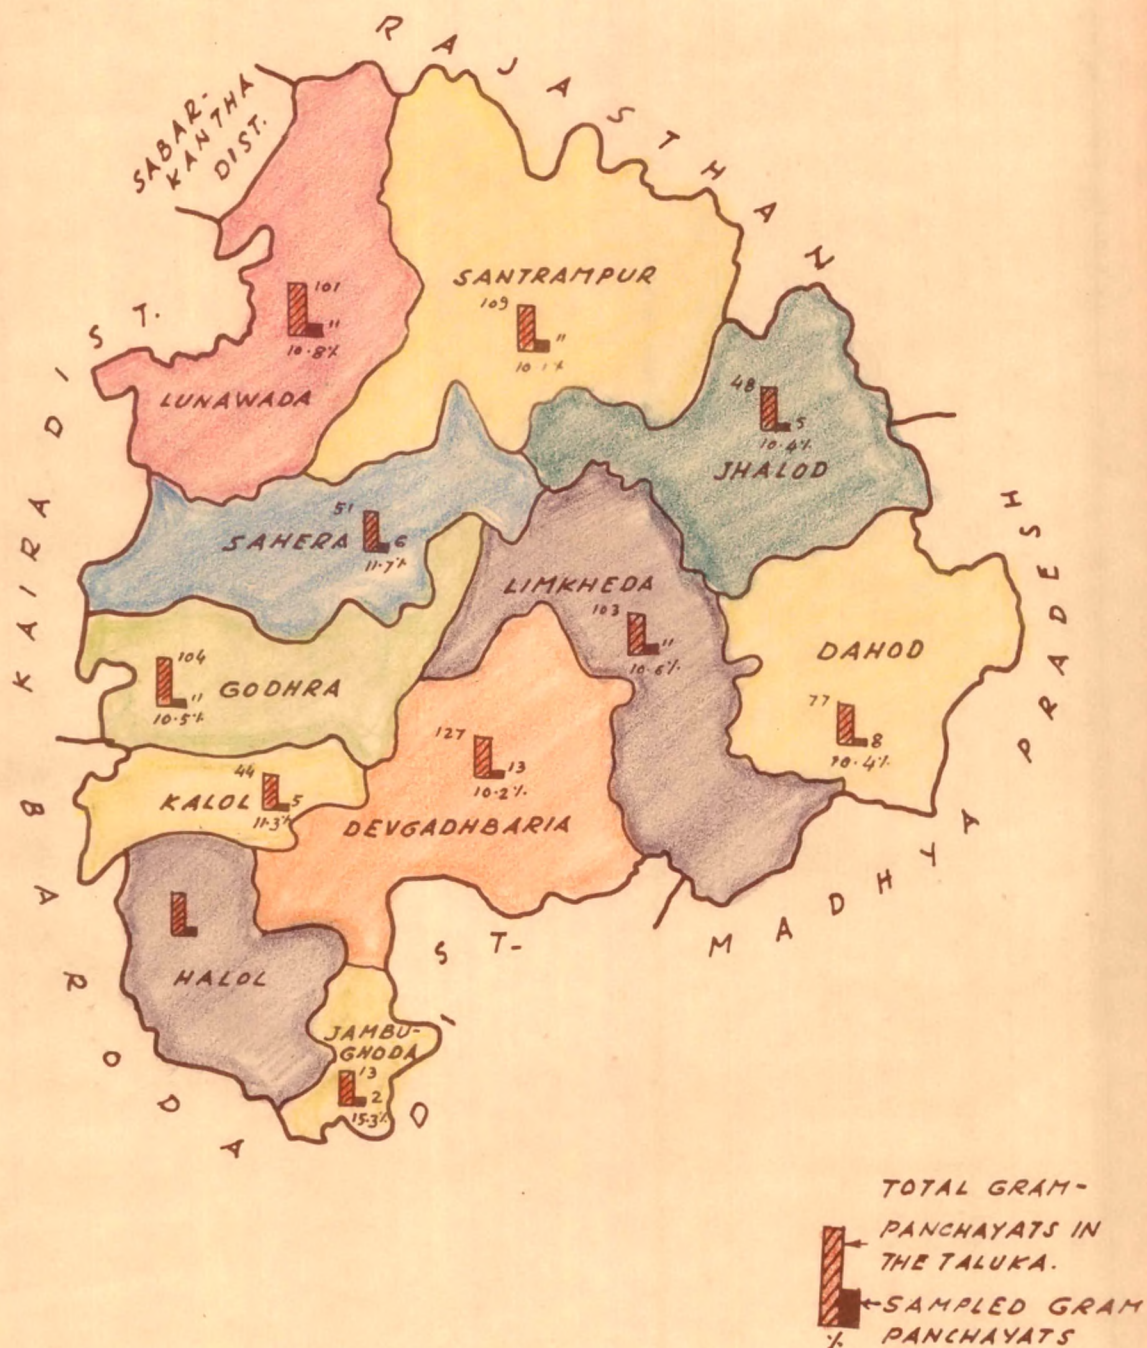 RAJASTHAN
SABAR-
KANTHA
DIST.
KAIRA DIST.
101
11
10.8%
LUNAWADA
SANTRAMPUR
109
11
10.1%
48
5
10.4%
JHALOD
51
SAHERA 6
11.7%
LIMKHEDA
103
11
10.6%
DAHOD
77
8
10.4%
104
11
GODHRA
10.5%
127
13
10.2%
DEVGADHBARIA
44
KALOL 5
11.3%
HALOL
JAMBU-
GHODA
13
2
15.3%
BARODA DIST-
MADHYA PRADESH
TOTAL GRAM-
PANCHAYATS IN
THE TALUKA.
SAMPLED GRAM
% PANCHAYATS